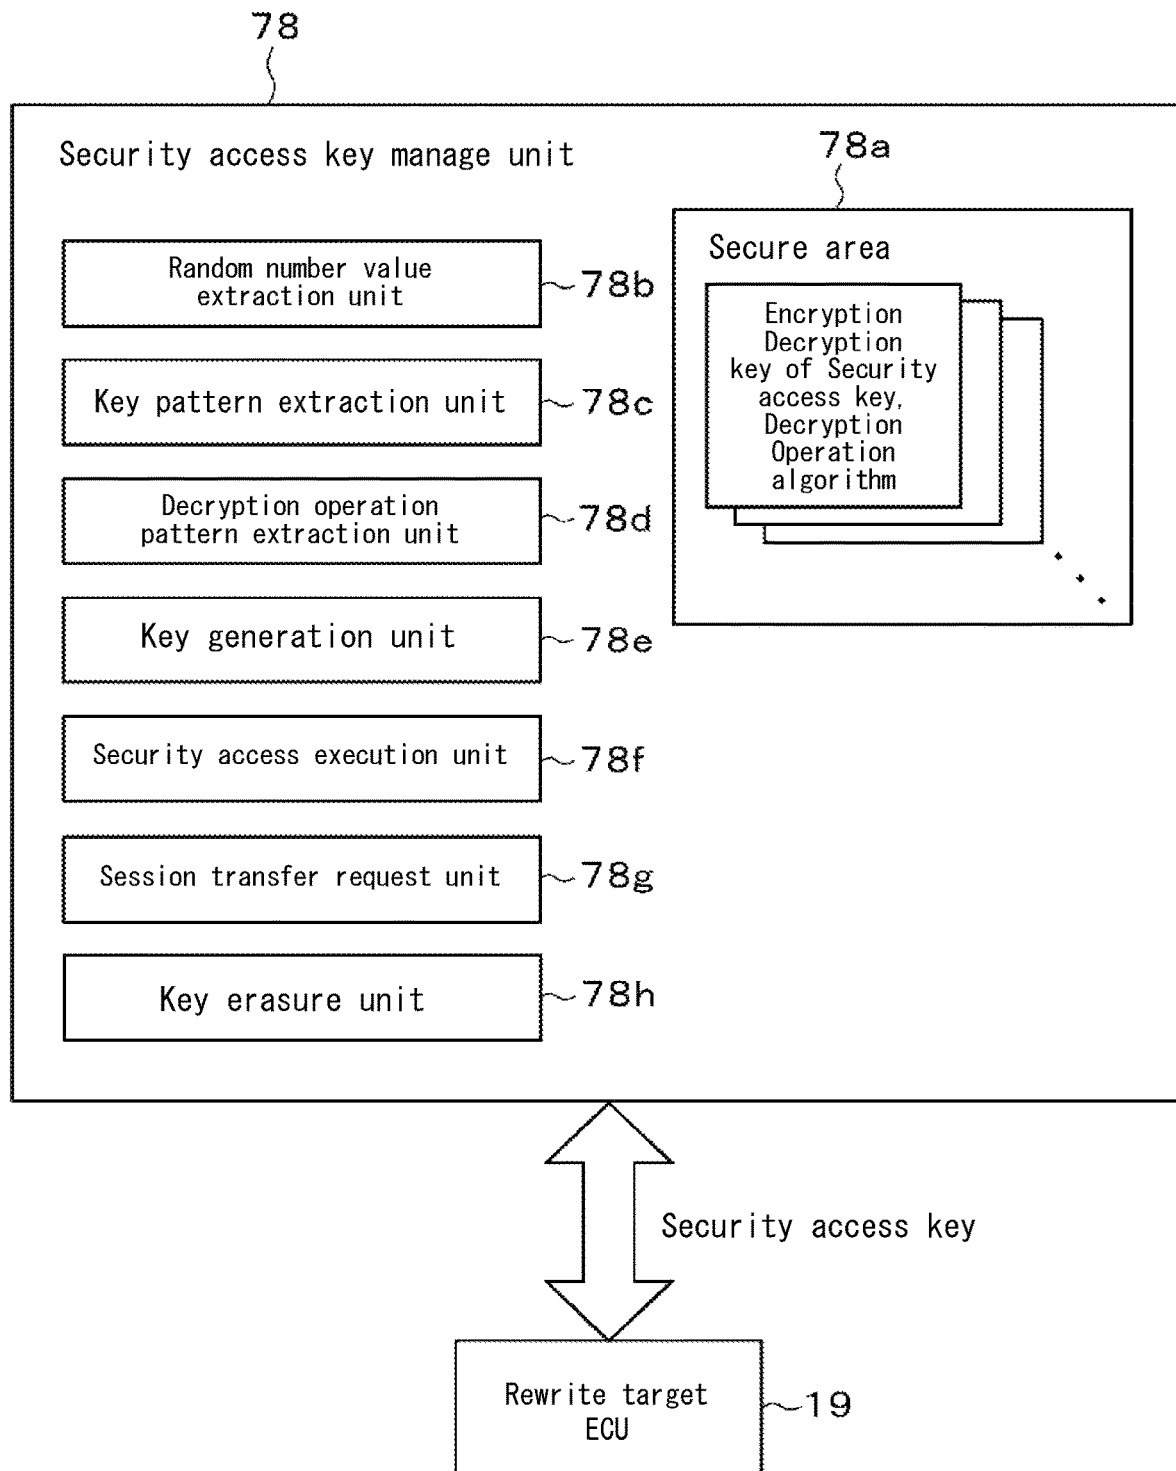 78
Security access key manage unit
78a
Secure area
Encryption
Decryption
key of Security
access key,
Decryption
Operation
algorithm
Random number value
extraction unit
78b
Key pattern extraction unit
78c
Decryption operation
pattern extraction unit
78d
Key generation unit
78e
Security access execution unit
78f
Session transfer request unit
78g
Key erasure unit
78h
Security access key
Rewrite target
ECU
19